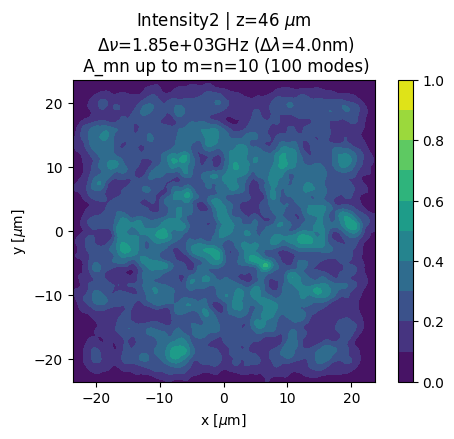 Intensity2 | z=46 μm
Δν=1.85e+03GHz (Δλ=4.0nm)
A_mn up to m=n=10 (100 modes)
20
10
0
−10
−20
y [μm]
−20 −10 0 10 20
x [μm]
1.0
0.8
0.6
0.4
0.2
0.0